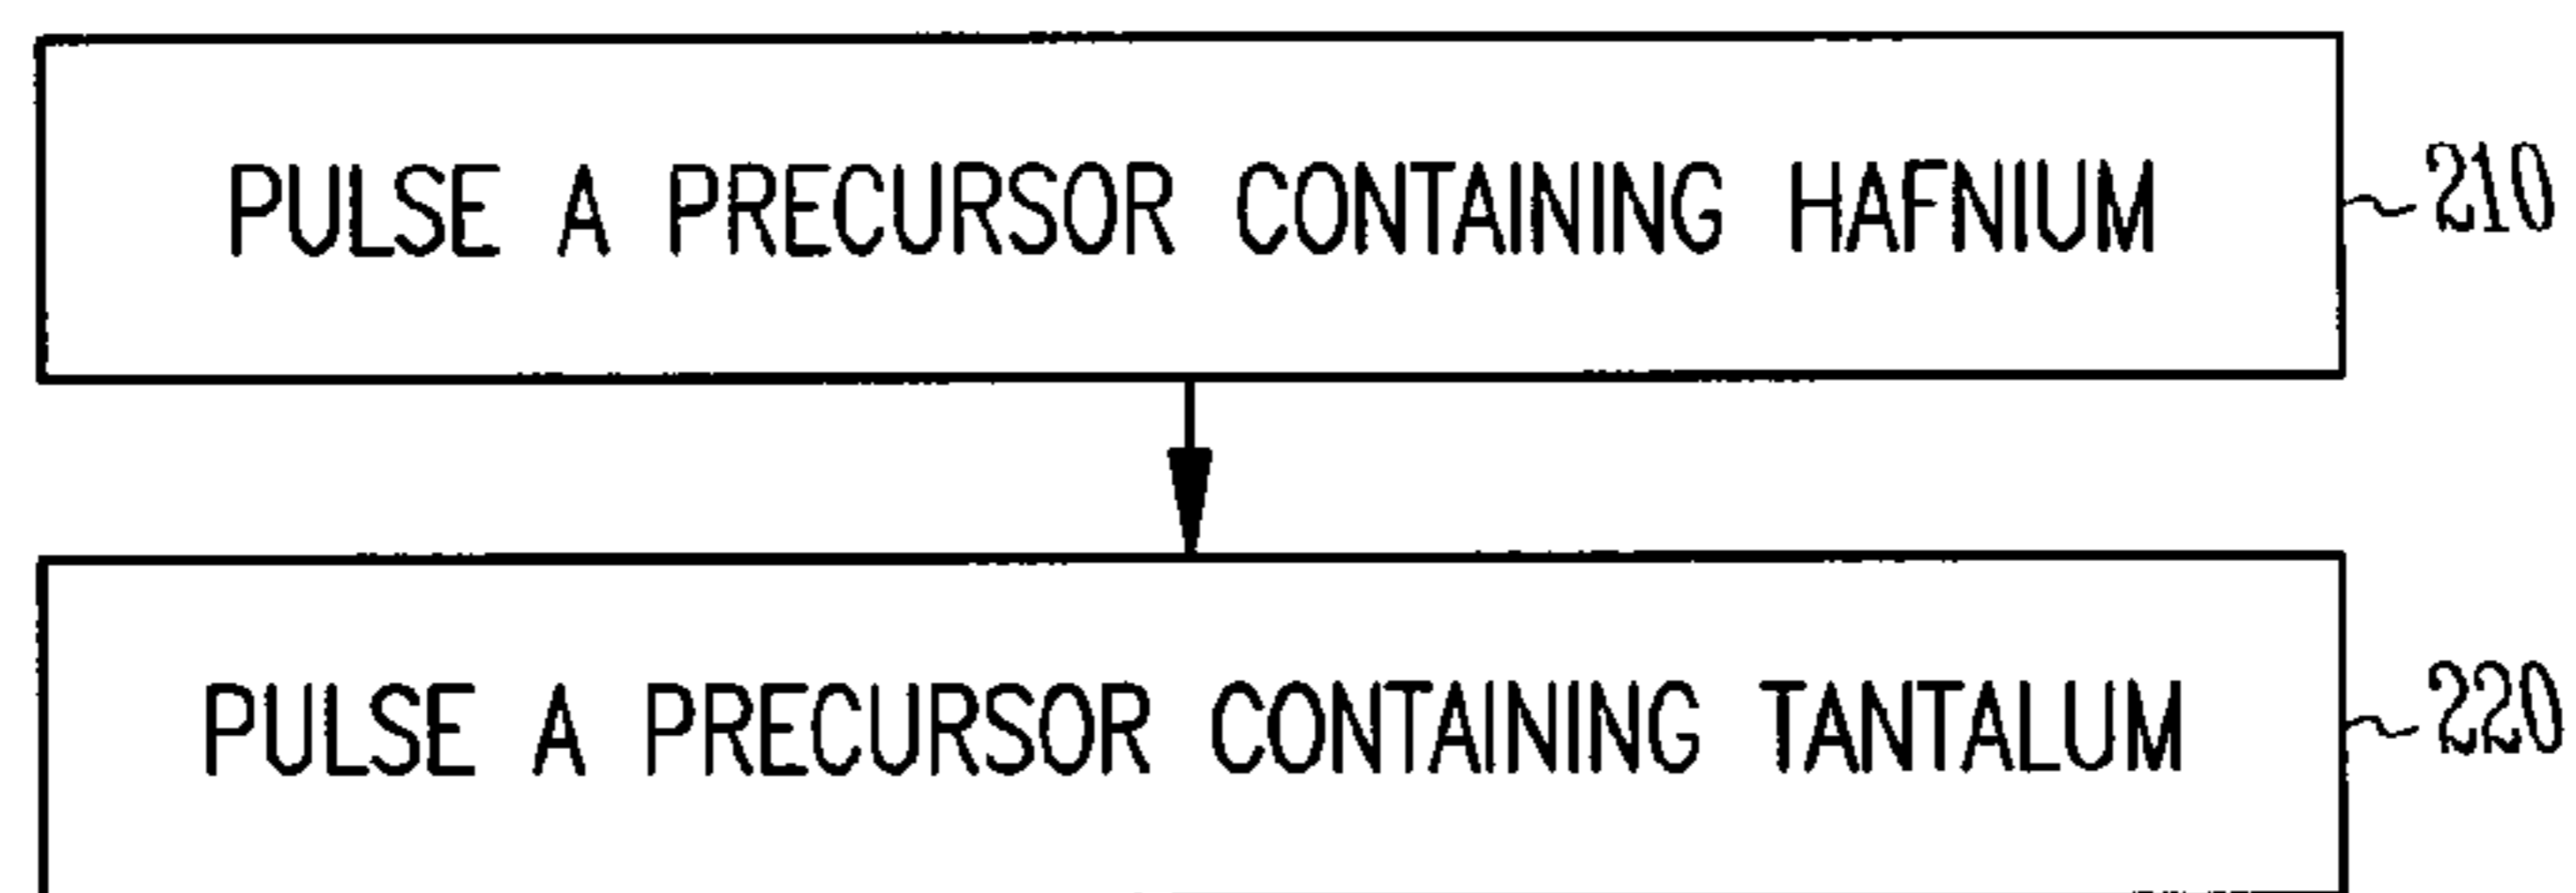 PULSE A PRECURSOR CONTAINING HAFNIUM 210
PULSE A PRECURSOR CONTAINING TANTALUM 220